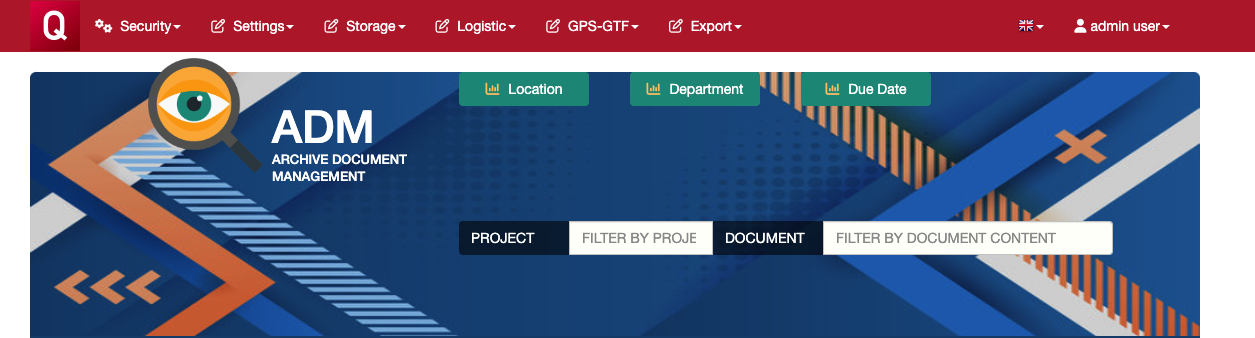 Q Security Settings Storage Logistic GPS-GTF Export admin user
Location Department Due Date
ADM
ARCHIVE DOCUMENT
MANAGEMENT
PROJECT FILTER BY PROJE DOCUMENT FILTER BY DOCUMENT CONTENT